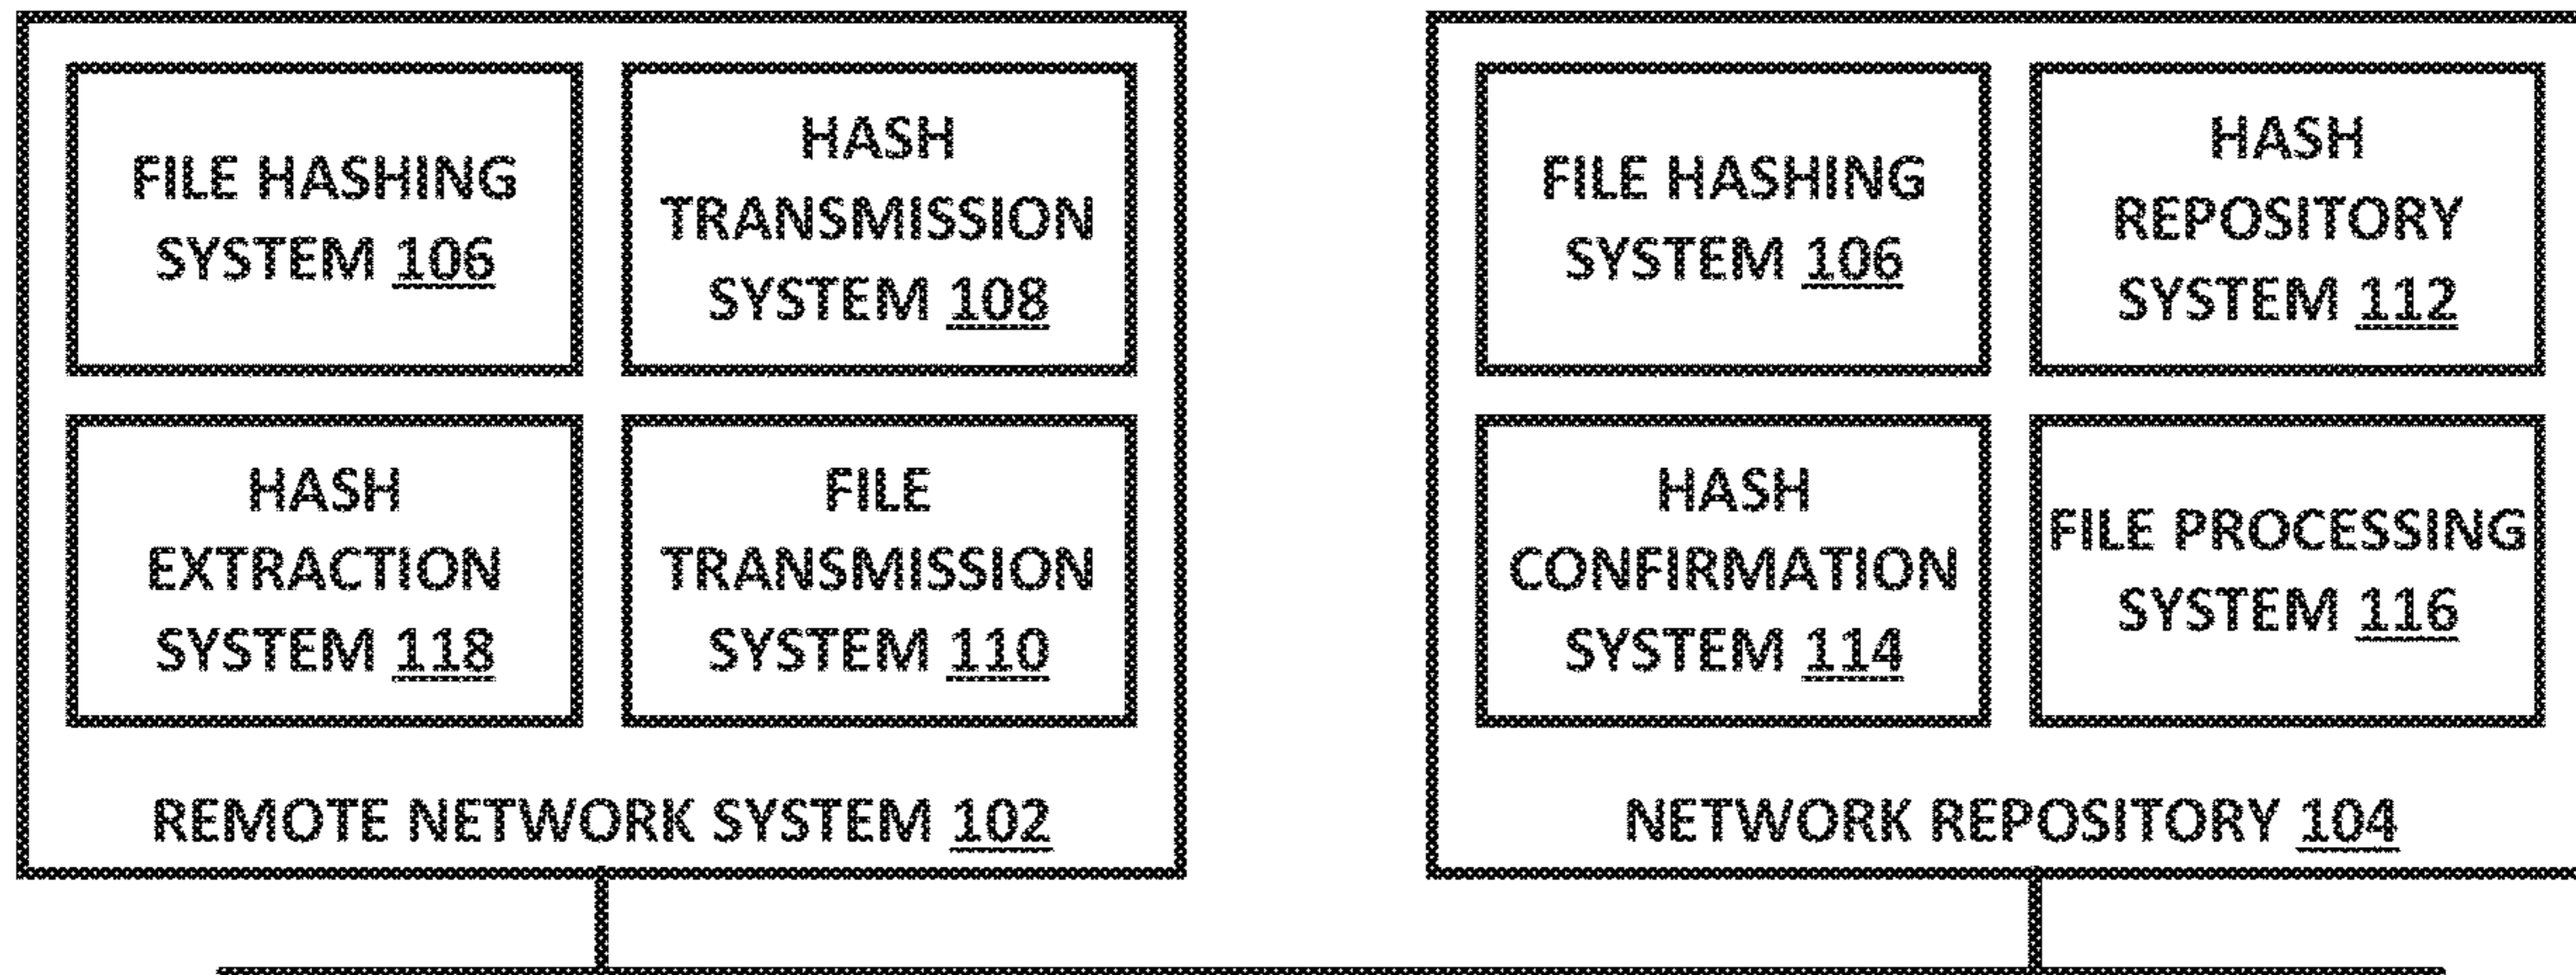 FILE HASHING
SYSTEM 106
HASH
TRANSMISSION
SYSTEM 108
HASH
EXTRACTION
SYSTEM 118
FILE
TRANSMISSION
SYSTEM 110
REMOTE NETWORK SYSTEM 102
FILE HASHING
SYSTEM 106
HASH
REPOSITORY
SYSTEM 112
HASH
CONFIRMATION
SYSTEM 114
FILE PROCESSING
SYSTEM 116
NETWORK REPOSITORY 104